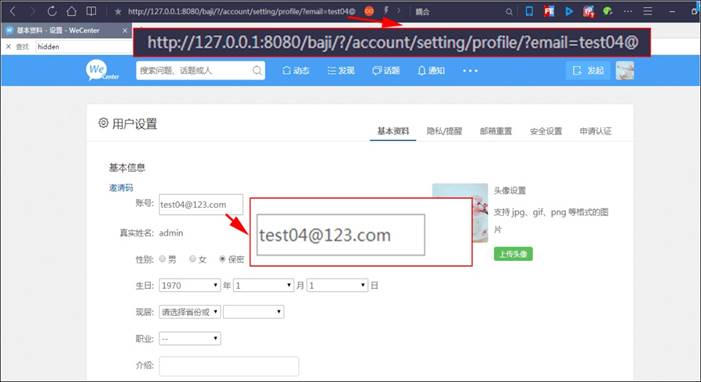 http://127.0.0.1:8080/baji/?/account/setting/profile/?email=test04@
耦合
基本资料 - 设置 - WeCenter
http://127.0.0.1:8080/baji/?/account/setting/profile/?email=test04@
× 查找 hidden
We Center
搜索问题、话题或人
动态
发现
话题
通知
发起
用户设置
基本资料 隐私/提醒 邮箱重置 安全设置 申请认证
基本信息
邀请码
头像设置
账号: test04@123.com
支持 jpg、gif、png 等格式的图片
test04@123.com
真实姓名: admin
上传头像
性别: 男 女 保密
生日: 1970 年 1 月 1 日
现居: 请选择省份或
职业: --
介绍: